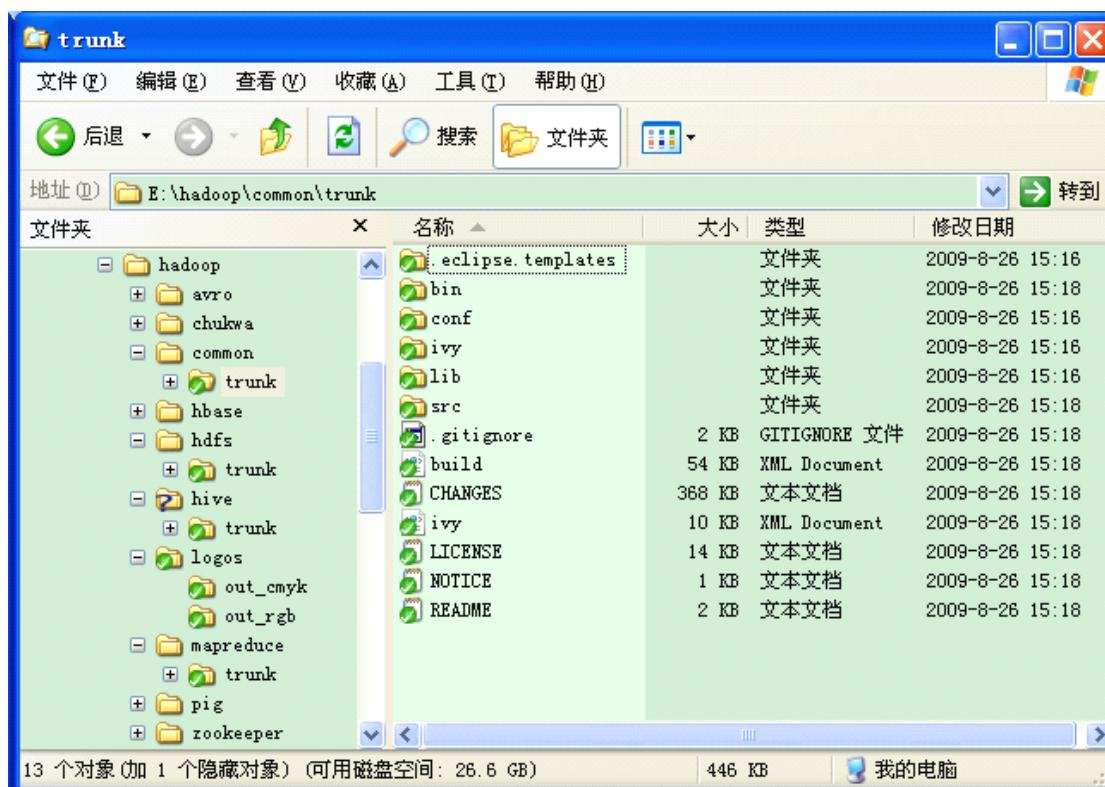 trunk
文件(F) 编辑(E) 查看(V) 收藏(A) 工具(T) 帮助(H)
后退 搜索 文件夹
地址(D) E:\hadoop\common\trunk 转到
文件夹
hadoop
avro
chukwa
common
trunk
hbase
hdfs
trunk
hive
trunk
logos
out_cmyk
out_rgb
mapreduce
trunk
pig
zookeeper
名称 大小 类型 修改日期
.eclipse.templates 文件夹 2009-8-26 15:16
bin 文件夹 2009-8-26 15:18
conf 文件夹 2009-8-26 15:16
ivy 文件夹 2009-8-26 15:16
lib 文件夹 2009-8-26 15:16
src 文件夹 2009-8-26 15:18
.gitignore 2 KB GITIGNORE 文件 2009-8-26 15:18
build 54 KB XML Document 2009-8-26 15:18
CHANGES 368 KB 文本文档 2009-8-26 15:18
ivy 10 KB XML Document 2009-8-26 15:18
LICENSE 14 KB 文本文档 2009-8-26 15:18
NOTICE 1 KB 文本文档 2009-8-26 15:18
README 2 KB 文本文档 2009-8-26 15:18
13 个对象(加 1 个隐藏对象) (可用磁盘空间: 26.6 GB) 446 KB 我的电脑